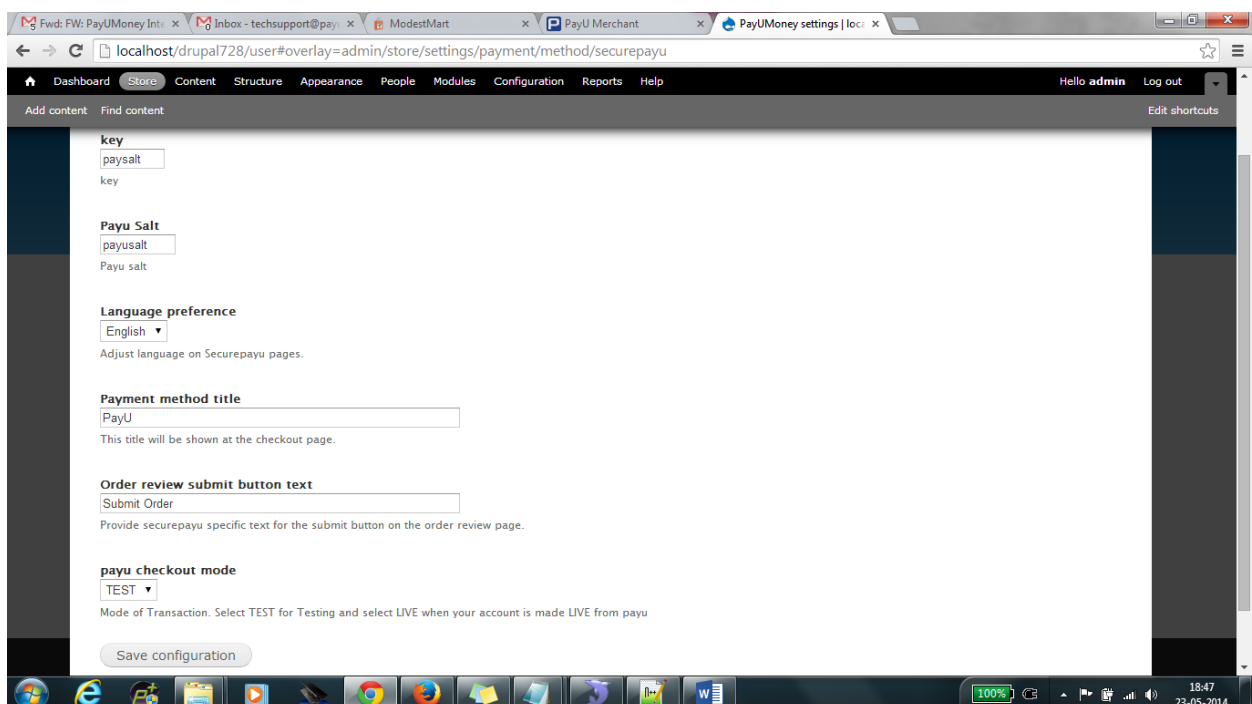 Fwd: FW: PayUMoney Inte
Inbox - techsupport@pay
ModestMart
PayU Merchant
PayUMoney settings | loca
localhost/drupal728/user#overlay=admin/store/settings/payment/method/securepayu
Dashboard Store Content Structure Appearance People Modules Configuration Reports Help Hello admin Log out
Add content Find content Edit shortcuts
key
paysalt
key
Payu Salt
payusalt
Payu salt
Language preference
English
Adjust language on Securepayu pages.
Payment method title
PayU
This title will be shown at the checkout page.
Order review submit button text
Submit Order
Provide securepayu specific text for the submit button on the order review page.
payu checkout mode
TEST
Mode of Transaction. Select TEST for Testing and select LIVE when your account is made LIVE from payu
Save configuration
100% 18:47
23-05-2014